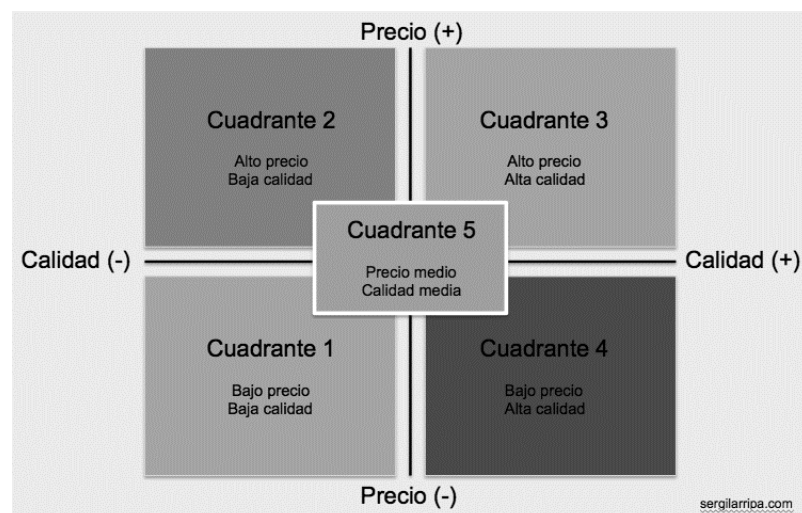 Precio (+)
Cuadrante 2
Alto precio
Baja calidad
Cuadrante 3
Alto precio
Alta calidad
Cuadrante 5
Precio medio
Calidad media
Calidad (-)
Calidad (+)
Cuadrante 1
Bajo precio
Baja calidad
Cuadrante 4
Bajo precio
Alta calidad
Precio (-)
sergilarripa.com